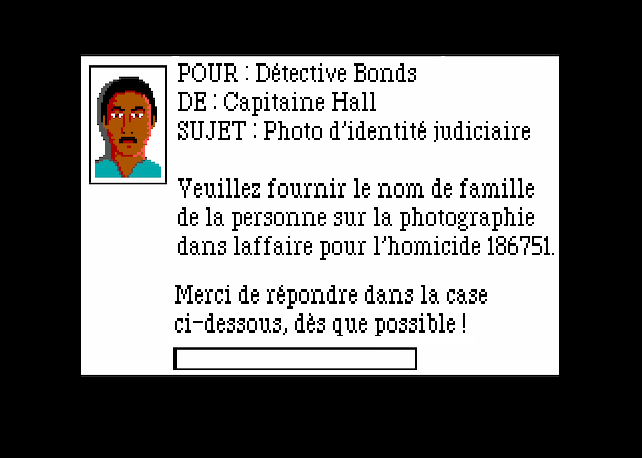 POUR : Détective Bonds
DE : Capitaine Hall
SUJET : Photo d'identité judiciaire
Veuillez fournir le nom de famille
de la personne sur la photographie
dans laffaire pour l'homicide 186751.
Merci de répondre dans la case
ci-dessous, dès que possible !